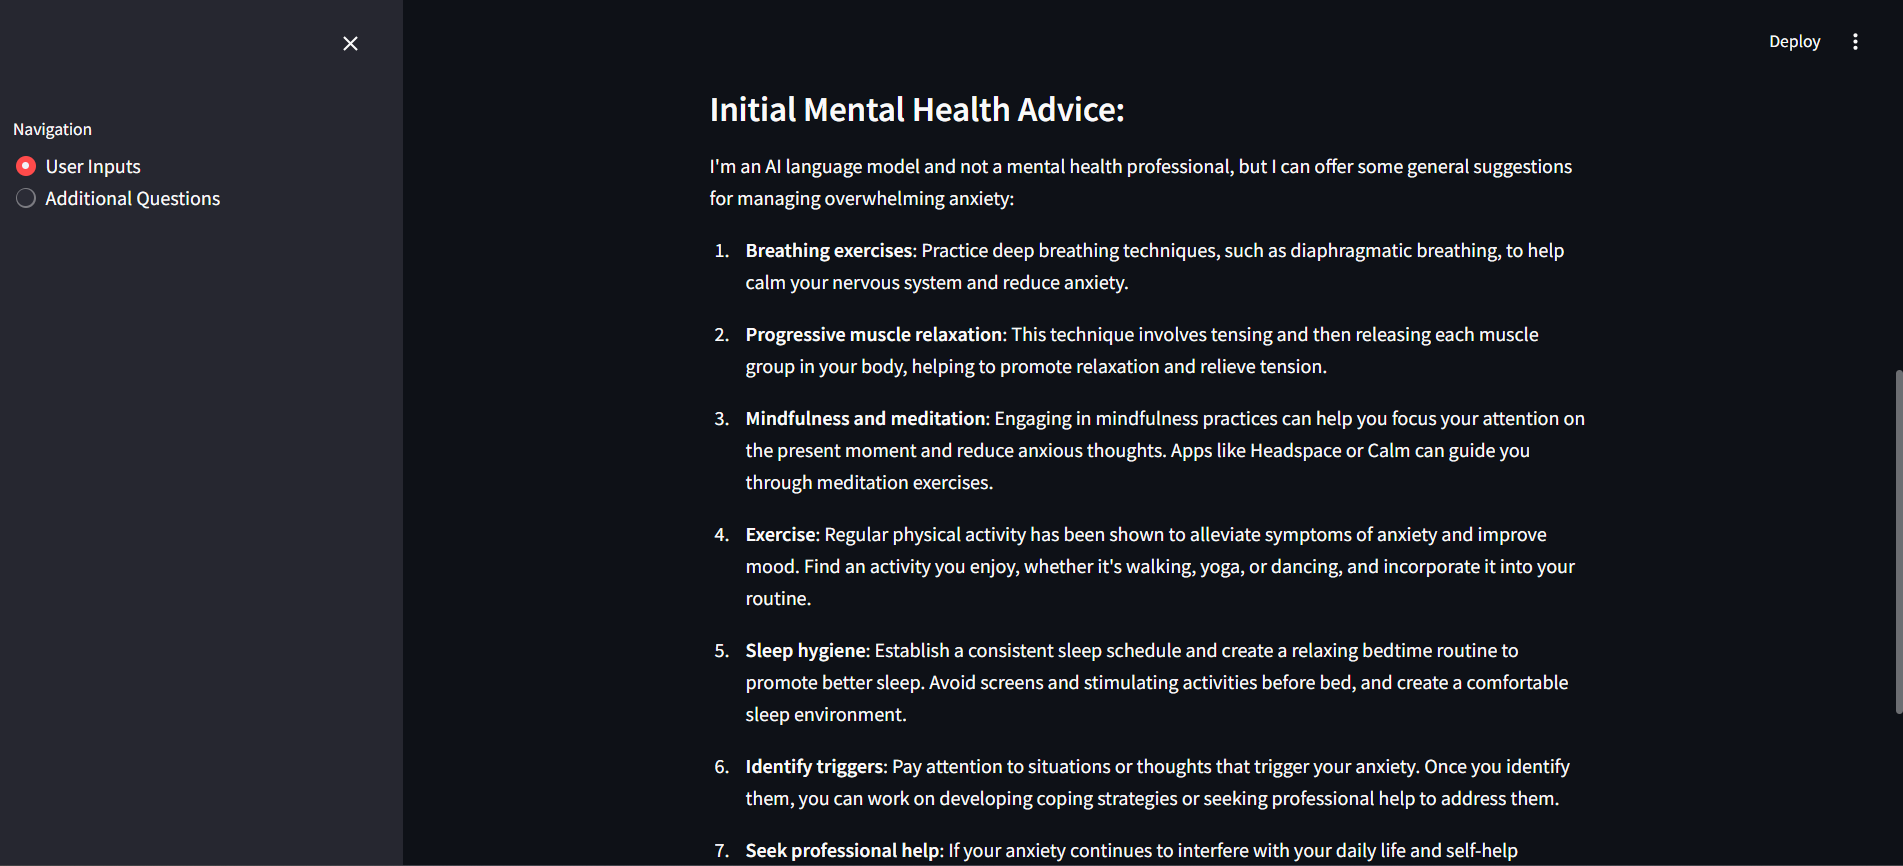 Deploy
Navigation
User Inputs
Additional Questions
Initial Mental Health Advice:
I'm an AI language model and not a mental health professional, but I can offer some general suggestions
for managing overwhelming anxiety:
1. Breathing exercises: Practice deep breathing techniques, such as diaphragmatic breathing, to help
calm your nervous system and reduce anxiety.
2. Progressive muscle relaxation: This technique involves tensing and then releasing each muscle
group in your body, helping to promote relaxation and relieve tension.
3. Mindfulness and meditation: Engaging in mindfulness practices can help you focus your attention on
the present moment and reduce anxious thoughts. Apps like Headspace or Calm can guide you
through meditation exercises.
4. Exercise: Regular physical activity has been shown to alleviate symptoms of anxiety and improve
mood. Find an activity you enjoy, whether it's walking, yoga, or dancing, and incorporate it into your
routine.
5. Sleep hygiene: Establish a consistent sleep schedule and create a relaxing bedtime routine to
promote better sleep. Avoid screens and stimulating activities before bed, and create a comfortable
sleep environment.
6. Identify triggers: Pay attention to situations or thoughts that trigger your anxiety. Once you identify
them, you can work on developing coping strategies or seeking professional help to address them.
7. Seek professional help: If your anxiety continues to interfere with your daily life and self-help